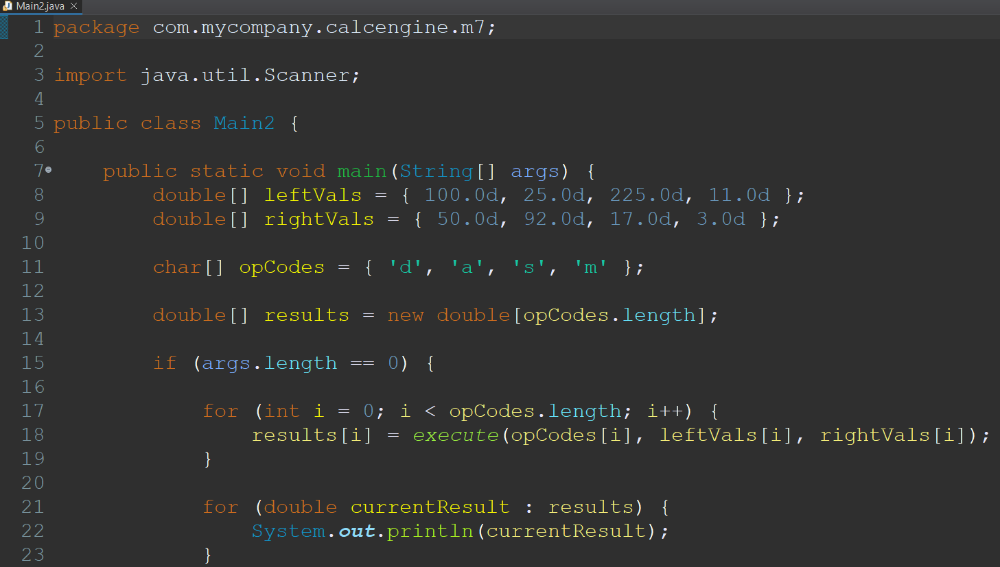 Main2.java
1 package com.mycompany.calcengine.m7;
2
3 import java.util.Scanner;
4
5 public class Main2 {
6
7     public static void main(String[] args) {
8         double[] leftVals = { 100.0d, 25.0d, 225.0d, 11.0d };
9         double[] rightVals = { 50.0d, 92.0d, 17.0d, 3.0d };
10
11         char[] opCodes = { 'd', 'a', 's', 'm' };
12
13         double[] results = new double[opCodes.length];
14
15         if (args.length == 0) {
16
17             for (int i = 0; i < opCodes.length; i++) {
18                 results[i] = execute(opCodes[i], leftVals[i], rightVals[i]);
19             }
20
21             for (double currentResult : results) {
22                 System.out.println(currentResult);
23             }